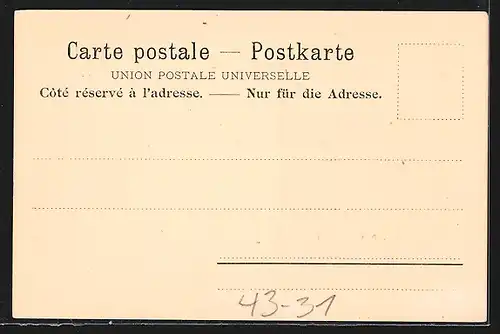 Carte postale — Postkarte
UNION POSTALE UNIVERSELLE
Côté réservé à l'adresse. —— Nur für die Adresse.
43-31